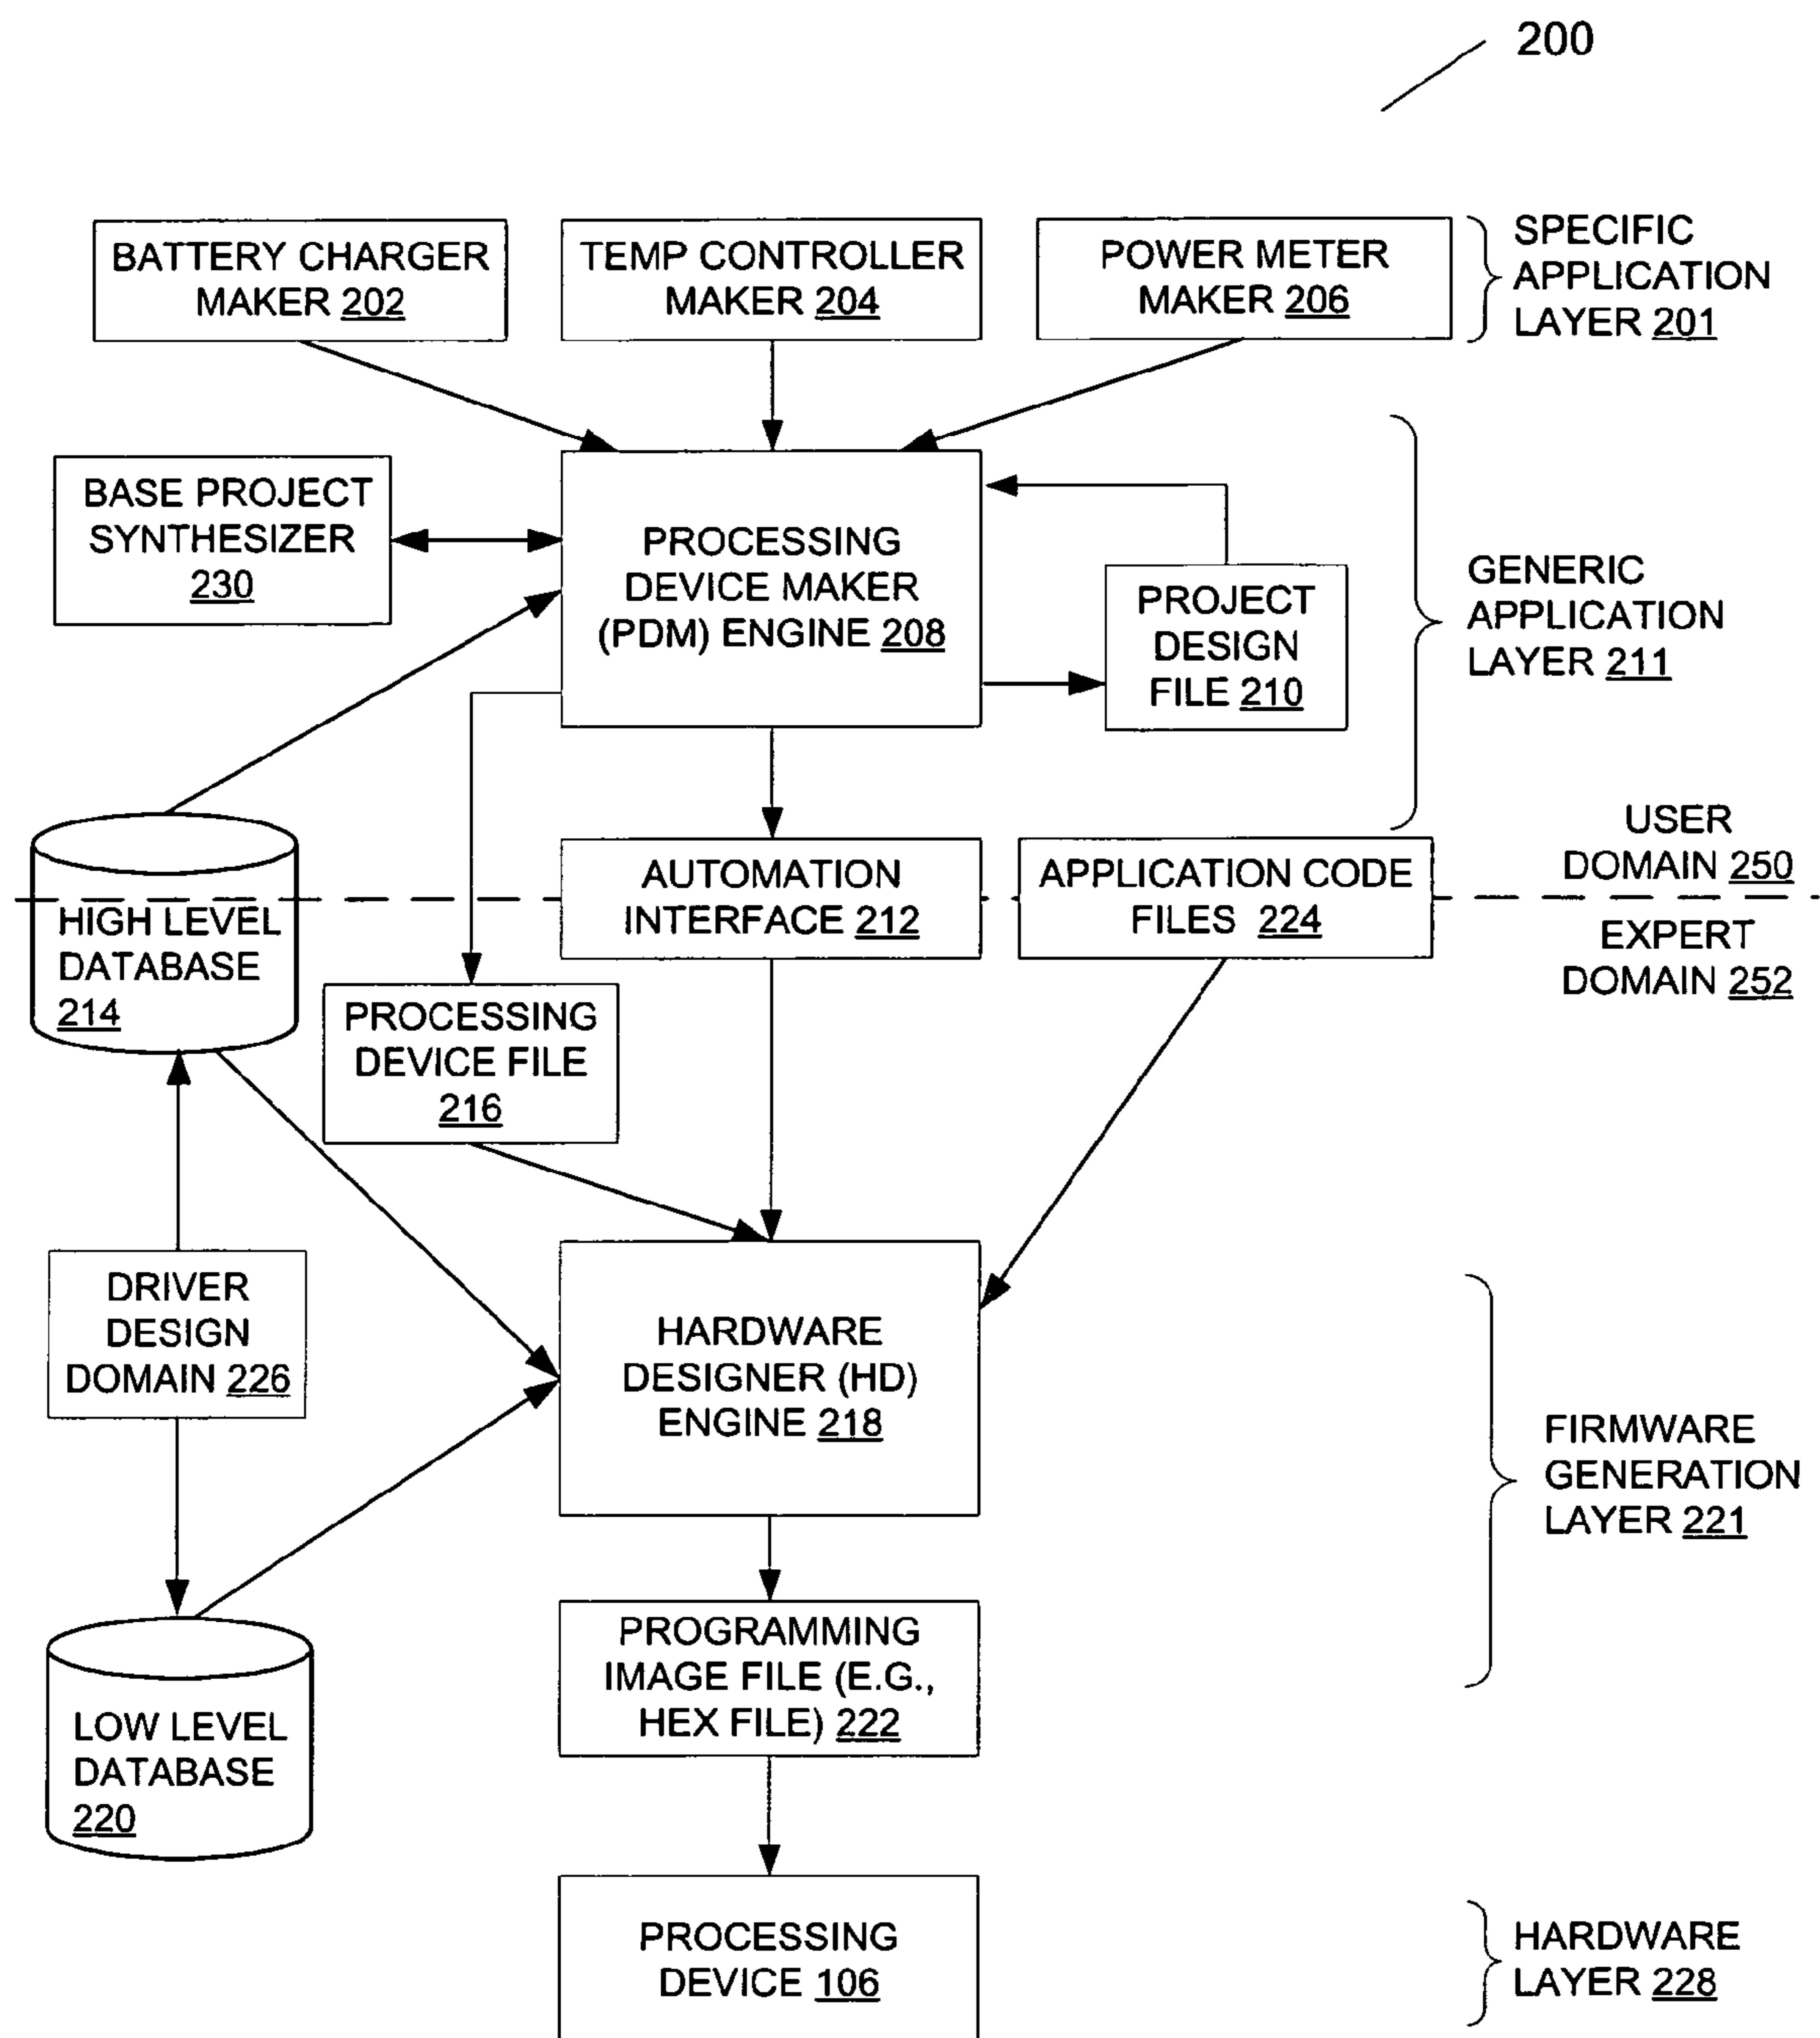 200
BATTERY CHARGER
MAKER 202
TEMP CONTROLLER
MAKER 204
POWER METER
MAKER 206
SPECIFIC
APPLICATION
LAYER 201
BASE PROJECT
SYNTHESIZER
230
PROCESSING
DEVICE MAKER
(PDM) ENGINE 208
PROJECT
DESIGN
FILE 210
GENERIC
APPLICATION
LAYER 211
AUTOMATION
INTERFACE 212
APPLICATION CODE
FILES 224
USER
DOMAIN 250
EXPERT
DOMAIN 252
HIGH LEVEL
DATABASE
214
PROCESSING
DEVICE FILE
216
DRIVER
DESIGN
DOMAIN 226
HARDWARE
DESIGNER (HD)
ENGINE 218
FIRMWARE
GENERATION
LAYER 221
PROGRAMMING
IMAGE FILE (E.G.,
HEX FILE) 222
LOW LEVEL
DATABASE
220
PROCESSING
DEVICE 106
HARDWARE
LAYER 228